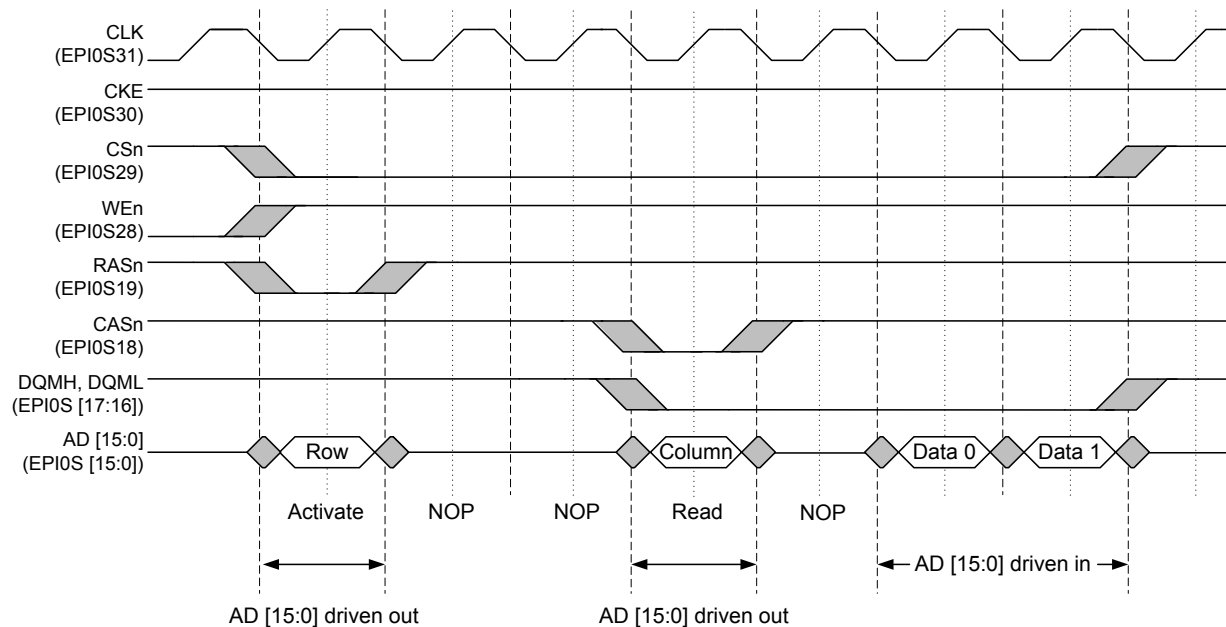 CLK
(EPI0S31)
CKE
(EPI0S30)
CSn
(EPI0S29)
WEn
(EPI0S28)
RASn
(EPI0S19)
CASn
(EPI0S18)
DQMH, DQML
(EPI0S [17:16])
AD [15:0]
(EPI0S [15:0])
Row
Column
Data 0
Data 1
Activate
NOP
NOP
Read
NOP
AD [15:0] driven in
AD [15:0] driven out
AD [15:0] driven out